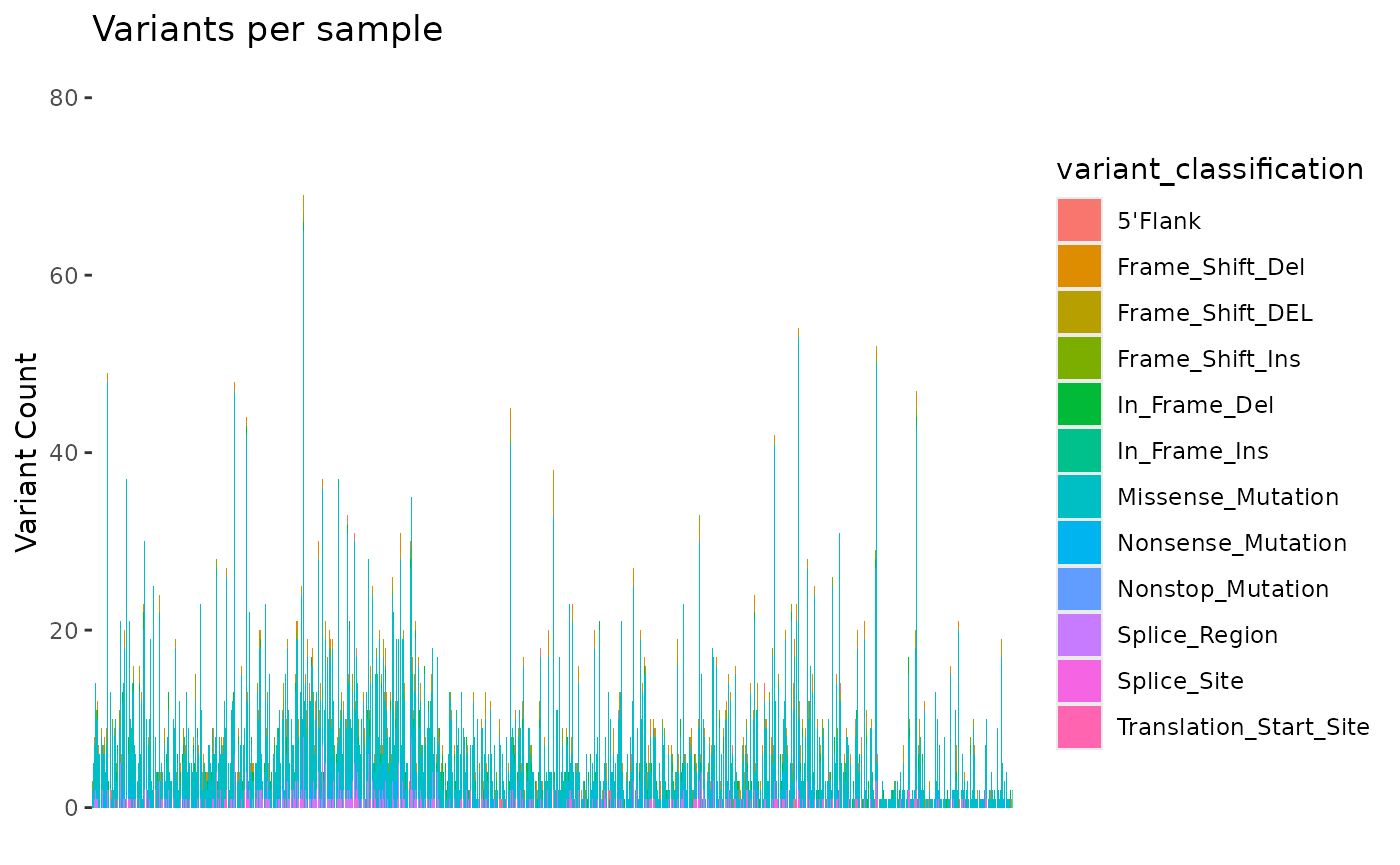 Variants per sample
80
60
40
20
0
Variant Count
variant_classification
5'Flank
Frame_Shift_Del
Frame_Shift_DEL
Frame_Shift_Ins
In_Frame_Del
In_Frame_Ins
Missense_Mutation
Nonsense_Mutation
Nonstop_Mutation
Splice_Region
Splice_Site
Translation_Start_Site